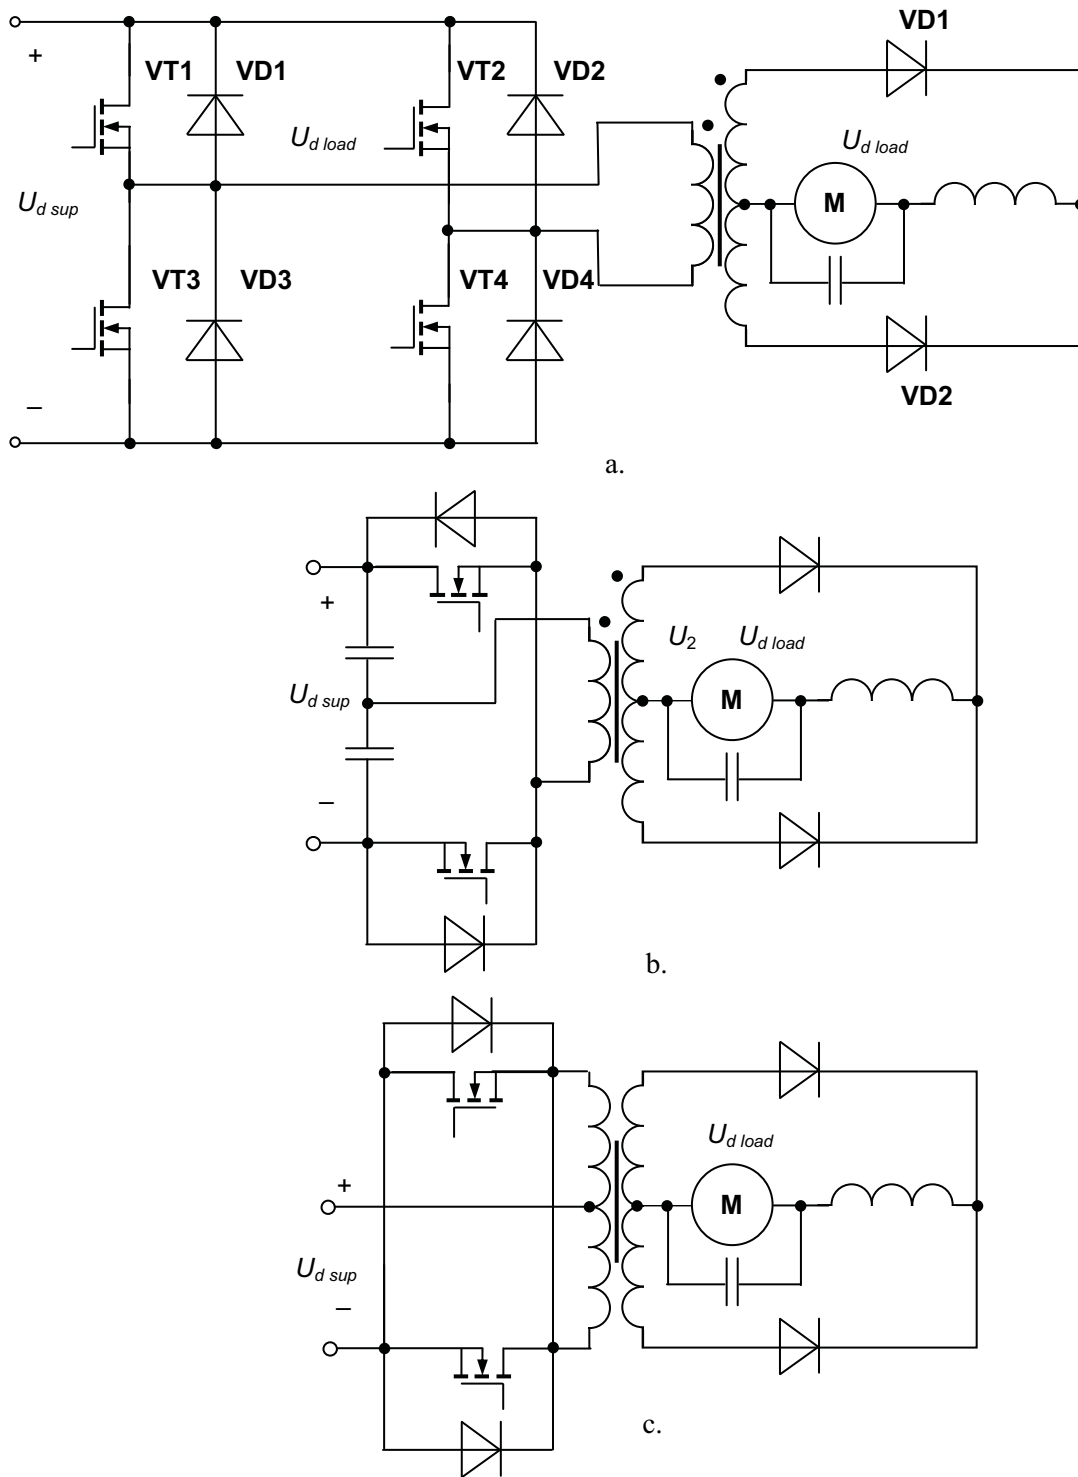 VD1
+
VT1 VD1 VT2 VD2
U_d load U_d load
U_d sup M
VT3 VD3 VT4 VD4
VD2
–
a.
+
U_2 U_d load
U_d sup M
–
b.
U_d load
+
M
U_d sup
–
c.